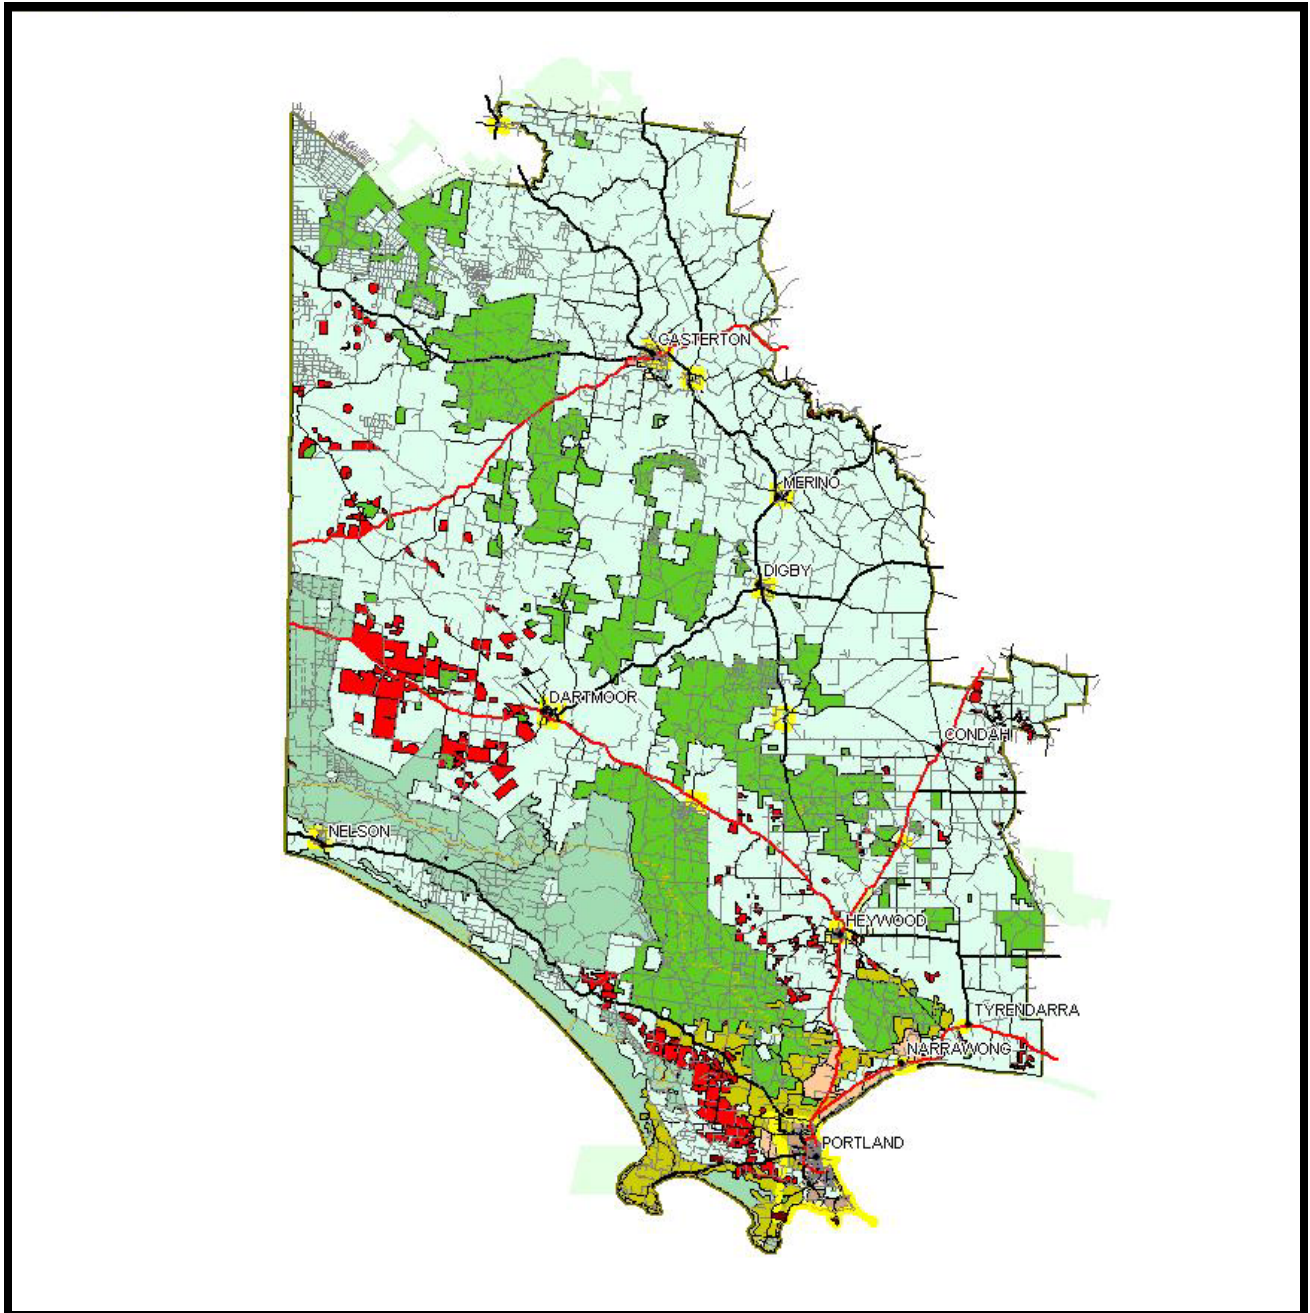 CASTERTON
MERINO
DIGBY
DARTMOOR
CONDAH
NELSON
HEYWOOD
TYRENDARRA
NARRAWONG
PORTLAND